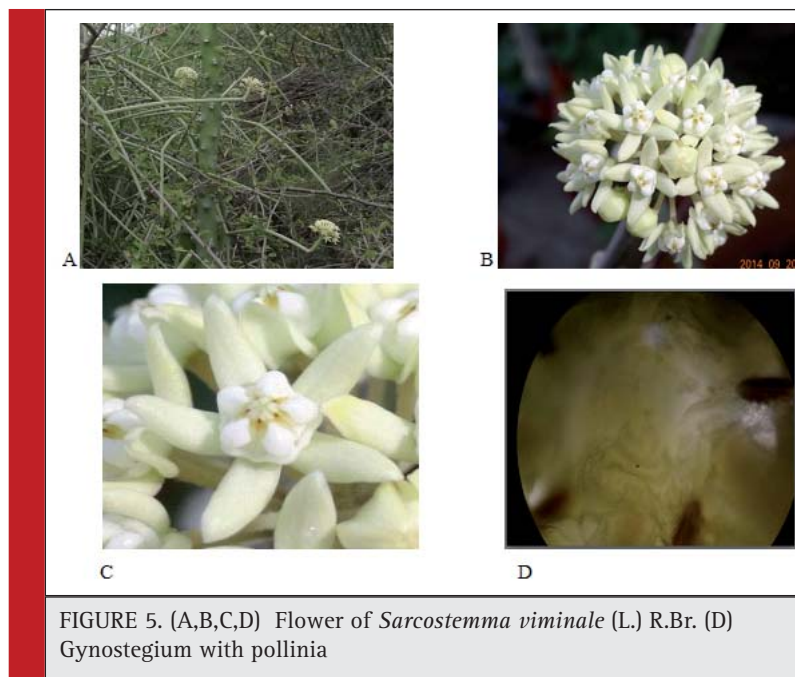 A
B
2014 09 20
C
D
FIGURE 5. (A,B,C,D) Flower of Sarcostemma viminale (L.) R.Br. (D)
Gynostegium with pollinia